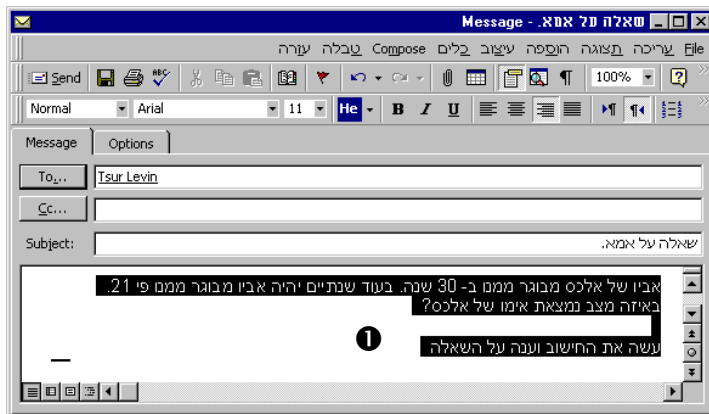 שאלה על אמא. - Message
File עריכה תצוגה הוספה עיצוב כלים Compose טבלה עזרה
Send ABC 100%
Normal Arial 11 He B I U
Message Options
To... Tsur Levin
Cc...
Subject: שאלה על אמא.
אביו של אלכס מבוגר ממנו ב- 30 שנה. בעוד שנתיים יהיה אביו מבוגר ממנו פי 21.
באיזה מצב נמצאת אימו של אלכס?
עשה את החישוב וענה על השאלה
1